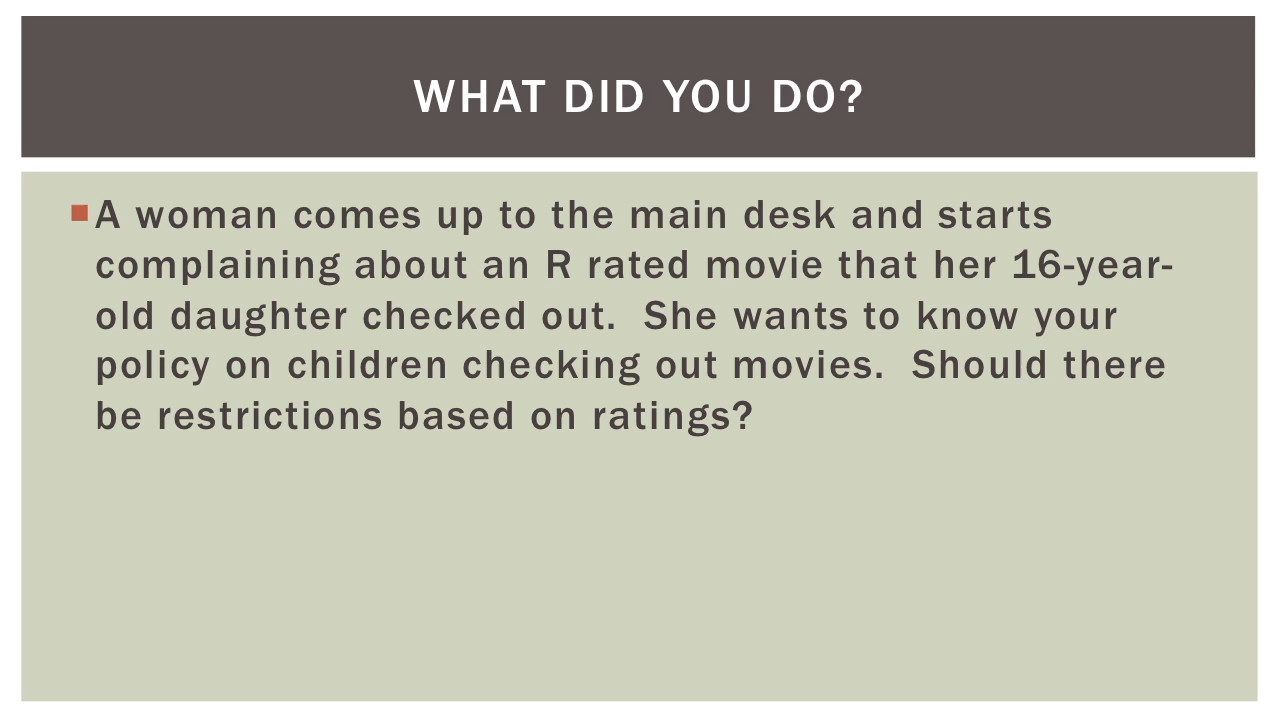 WHAT DID YOU DO?
A woman comes up to the main desk and starts
complaining about an R rated movie that her 16-year-
old daughter checked out.  She wants to know your
policy on children checking out movies.  Should there
be restrictions based on ratings?